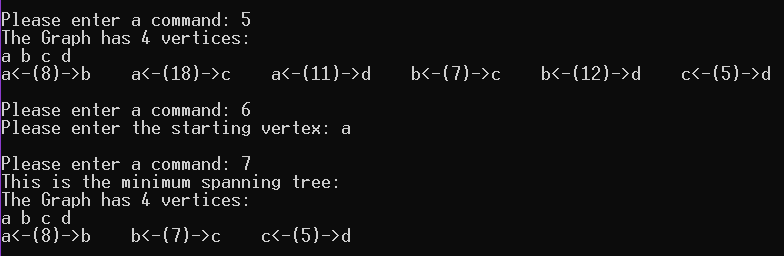 Please enter a command: 5
The Graph has 4 vertices:
a b c d
a<-(8)->b    a<-(18)->c    a<-(11)->d    b<-(7)->c    b<-(12)->d    c<-(5)->d
Please enter a command: 6
Please enter the starting vertex: a
Please enter a command: 7
This is the minimum spanning tree:
The Graph has 4 vertices:
a b c d
a<-(8)->b    b<-(7)->c    c<-(5)->d